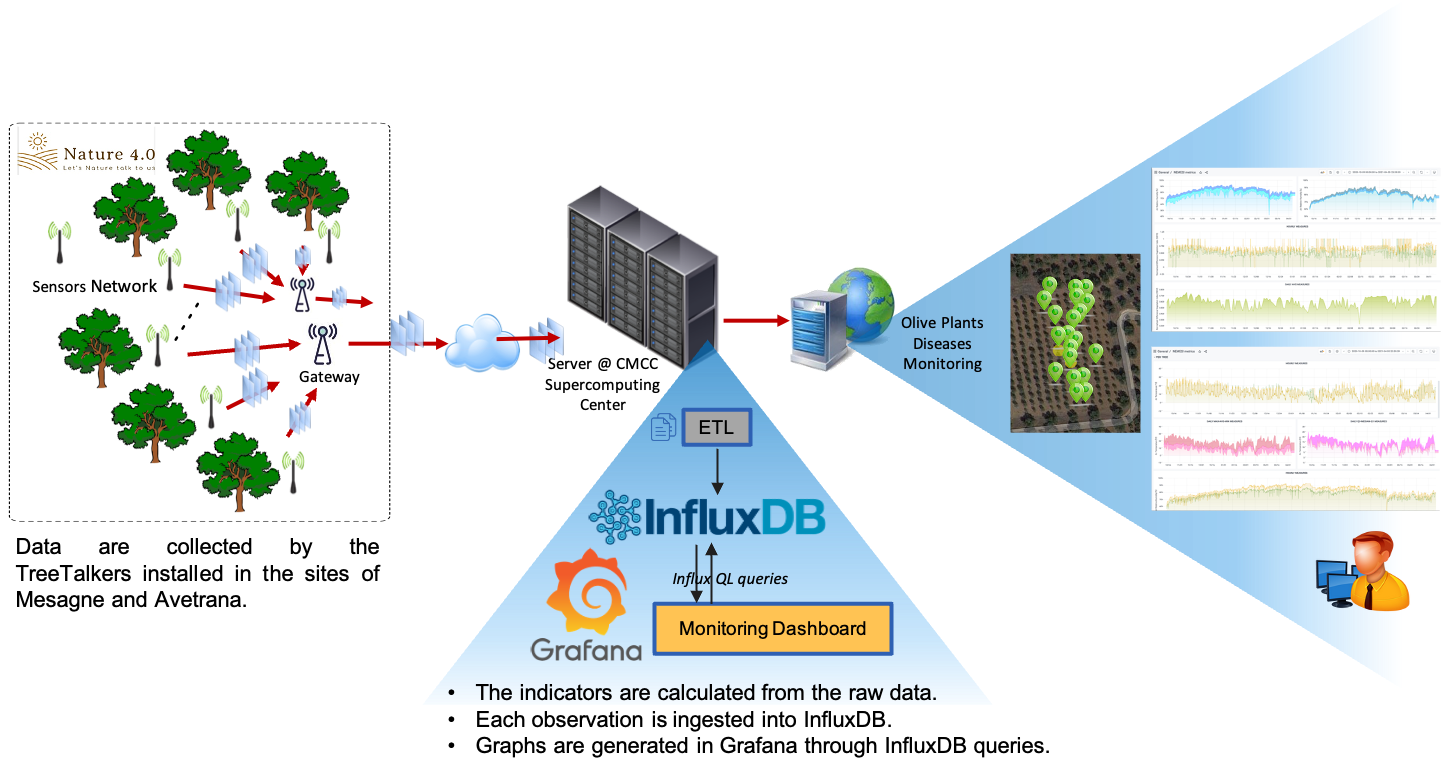 Nature 4.0
Let's Nature talk to us
Sensors Network
Gateway
Data are collected by the
TreeTalkers installed in the sites of
Mesagne and Avetrana.
Server @ CMCC
Supercomputing
Center
ETL
InfluxDB
Influx QL queries
Grafana
Monitoring Dashboard
• The indicators are calculated from the raw data.
• Each observation is ingested into InfluxDB.
• Graphs are generated in Grafana through InfluxDB queries.
Olive Plants
Diseases
Monitoring